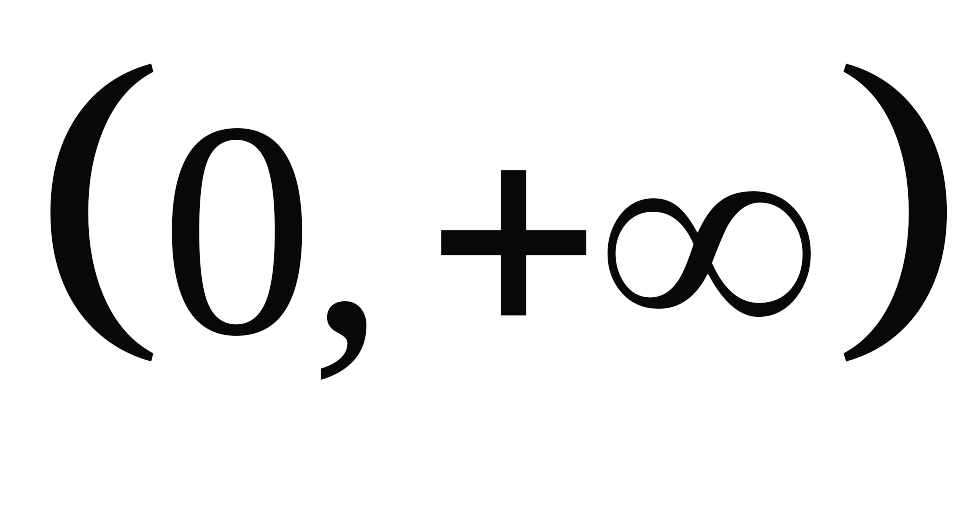 (0, +∞)